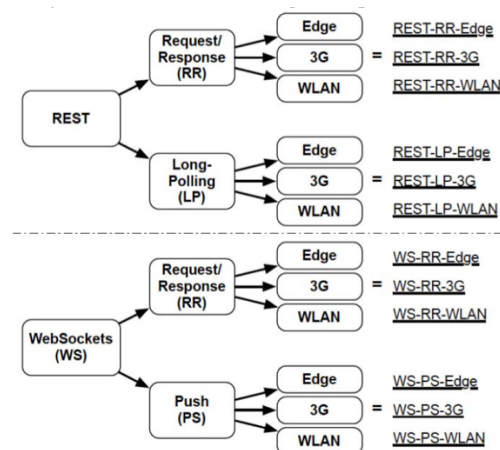 REST
Request/
Response
(RR)
Edge
3G
WLAN
=
REST-RR-Edge
REST-RR-3G
REST-RR-WLAN
Long-
Polling
(LP)
Edge
3G
WLAN
=
REST-LP-Edge
REST-LP-3G
REST-LP-WLAN
WebSockets
(WS)
Request/
Response
(RR)
Edge
3G
WLAN
=
WS-RR-Edge
WS-RR-3G
WS-RR-WLAN
Push
(PS)
Edge
3G
WLAN
=
WS-PS-Edge
WS-PS-3G
WS-PS-WLAN